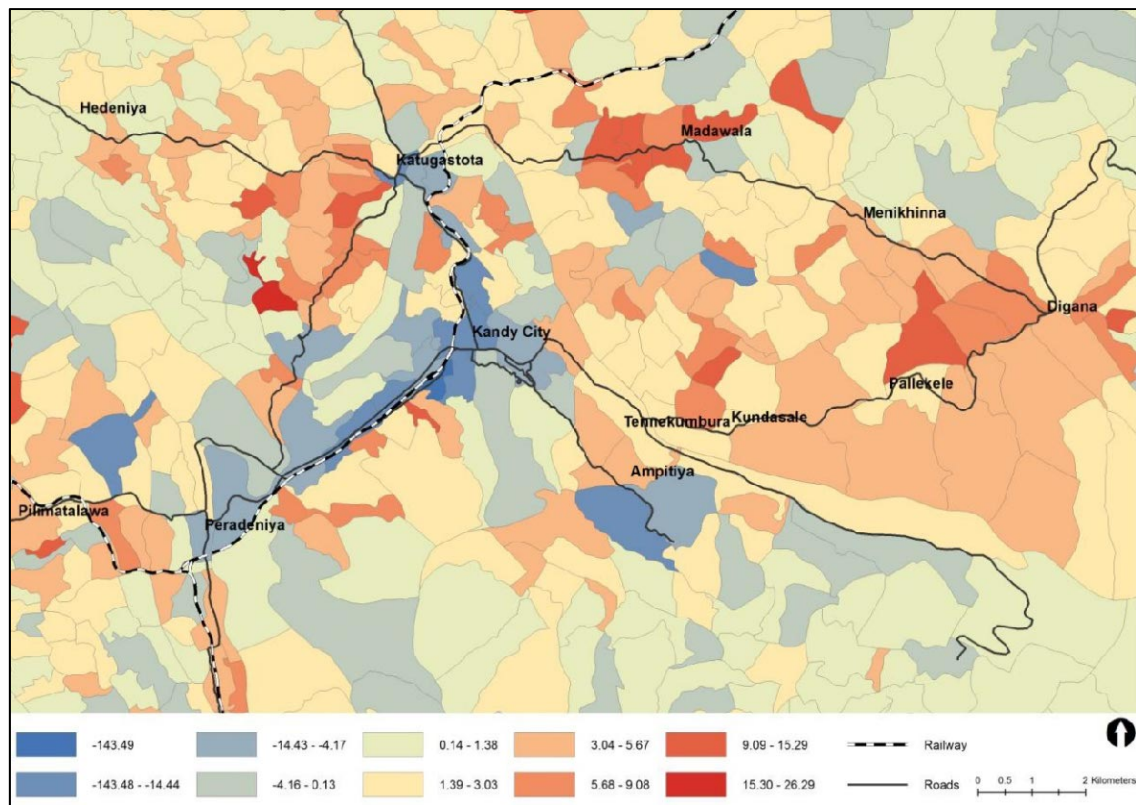 Hedeniya
Madawala
Katugastota
Menikhinna
Digana
Kandy City
Pallekele
Tennekumbura Kundasale
Ampitiya
Pilimatalawa
Peradeniya
-143.49
-14.43 - -4.17
0.14 - 1.38
3.04 - 5.67
9.09 - 15.29
Railway
-143.48 - -14.44
-4.16 - 0.13
1.39 - 3.03
5.68 - 9.08
15.30 - 26.29
Roads
0 0.5 1 2 Kilometers